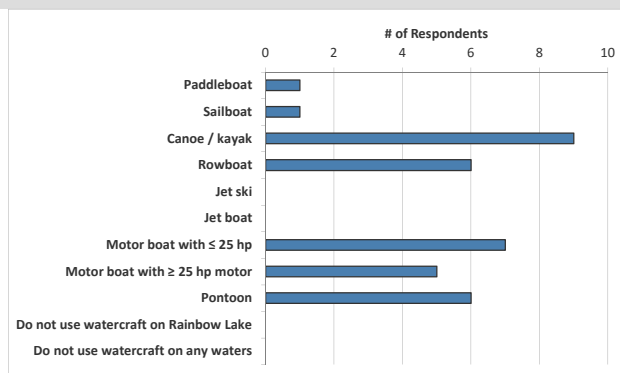 # of Respondents
0 2 4 6 8 10
Paddleboat
Sailboat
Canoe / kayak
Rowboat
Jet ski
Jet boat
Motor boat with ≤ 25 hp
Motor boat with ≥ 25 hp motor
Pontoon
Do not use watercraft on Rainbow Lake
Do not use watercraft on any waters